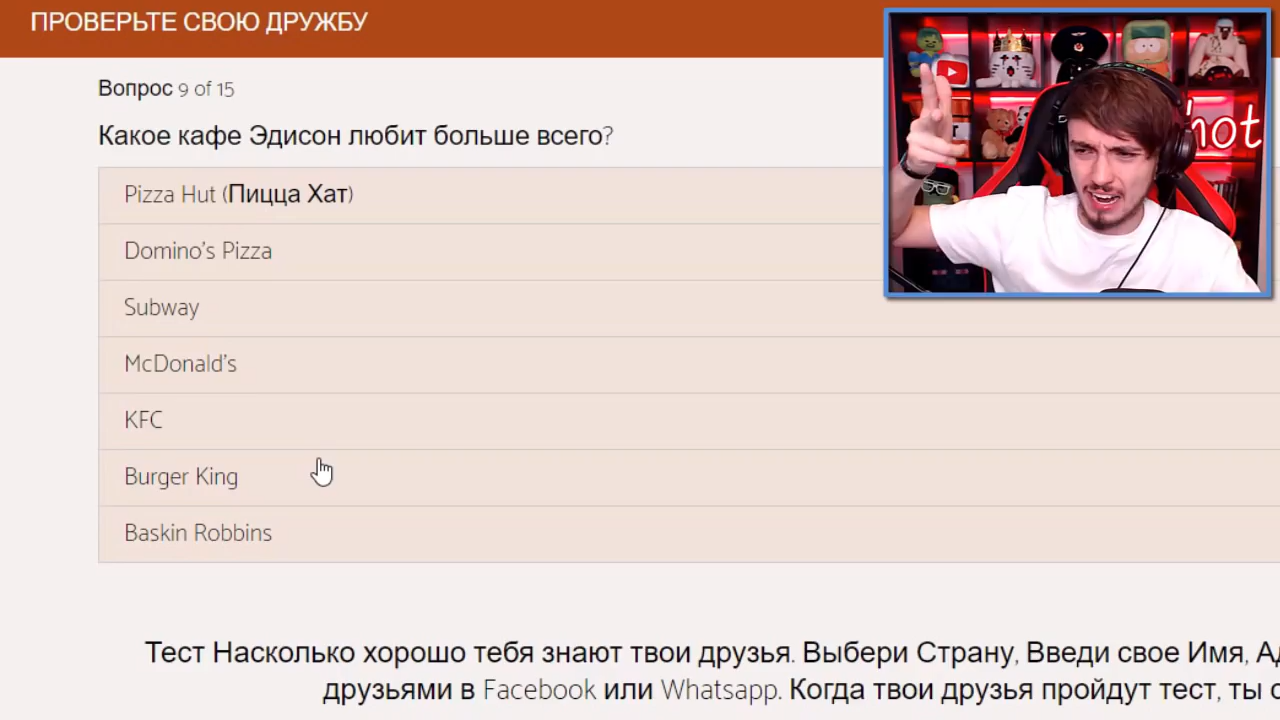 ПРОВЕРЬТЕ СВОЮ ДРУЖБУ
Вопрос 9 of 15
Какое кафе Эдисон любит больше всего?
Pizza Hut (Пицца Хат)
Domino's Pizza
Subway
McDonald's
KFC
Burger King
Baskin Robbins
hot
Тест Насколько хорошо тебя знают твои друзья. Выбери Страну, Введи свое Имя,
друзьями в Facebook или Whatsapp. Когда твои друзья пройдут тест, ты